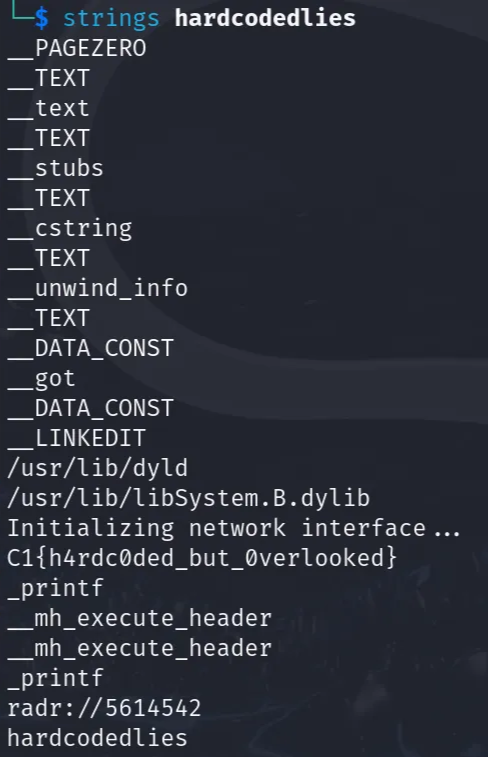 └─$ strings hardcodedlies
__PAGEZERO
__TEXT
__text
__TEXT
__stubs
__TEXT
__cstring
__TEXT
__unwind_info
__TEXT
__DATA_CONST
__got
__DATA_CONST
__LINKEDIT
/usr/lib/dyld
/usr/lib/libSystem.B.dylib
Initializing network interface...
C1{h4rdc0ded_but_0verlooked}
_printf
__mh_execute_header
__mh_execute_header
_printf
radr://5614542
hardcodedlies